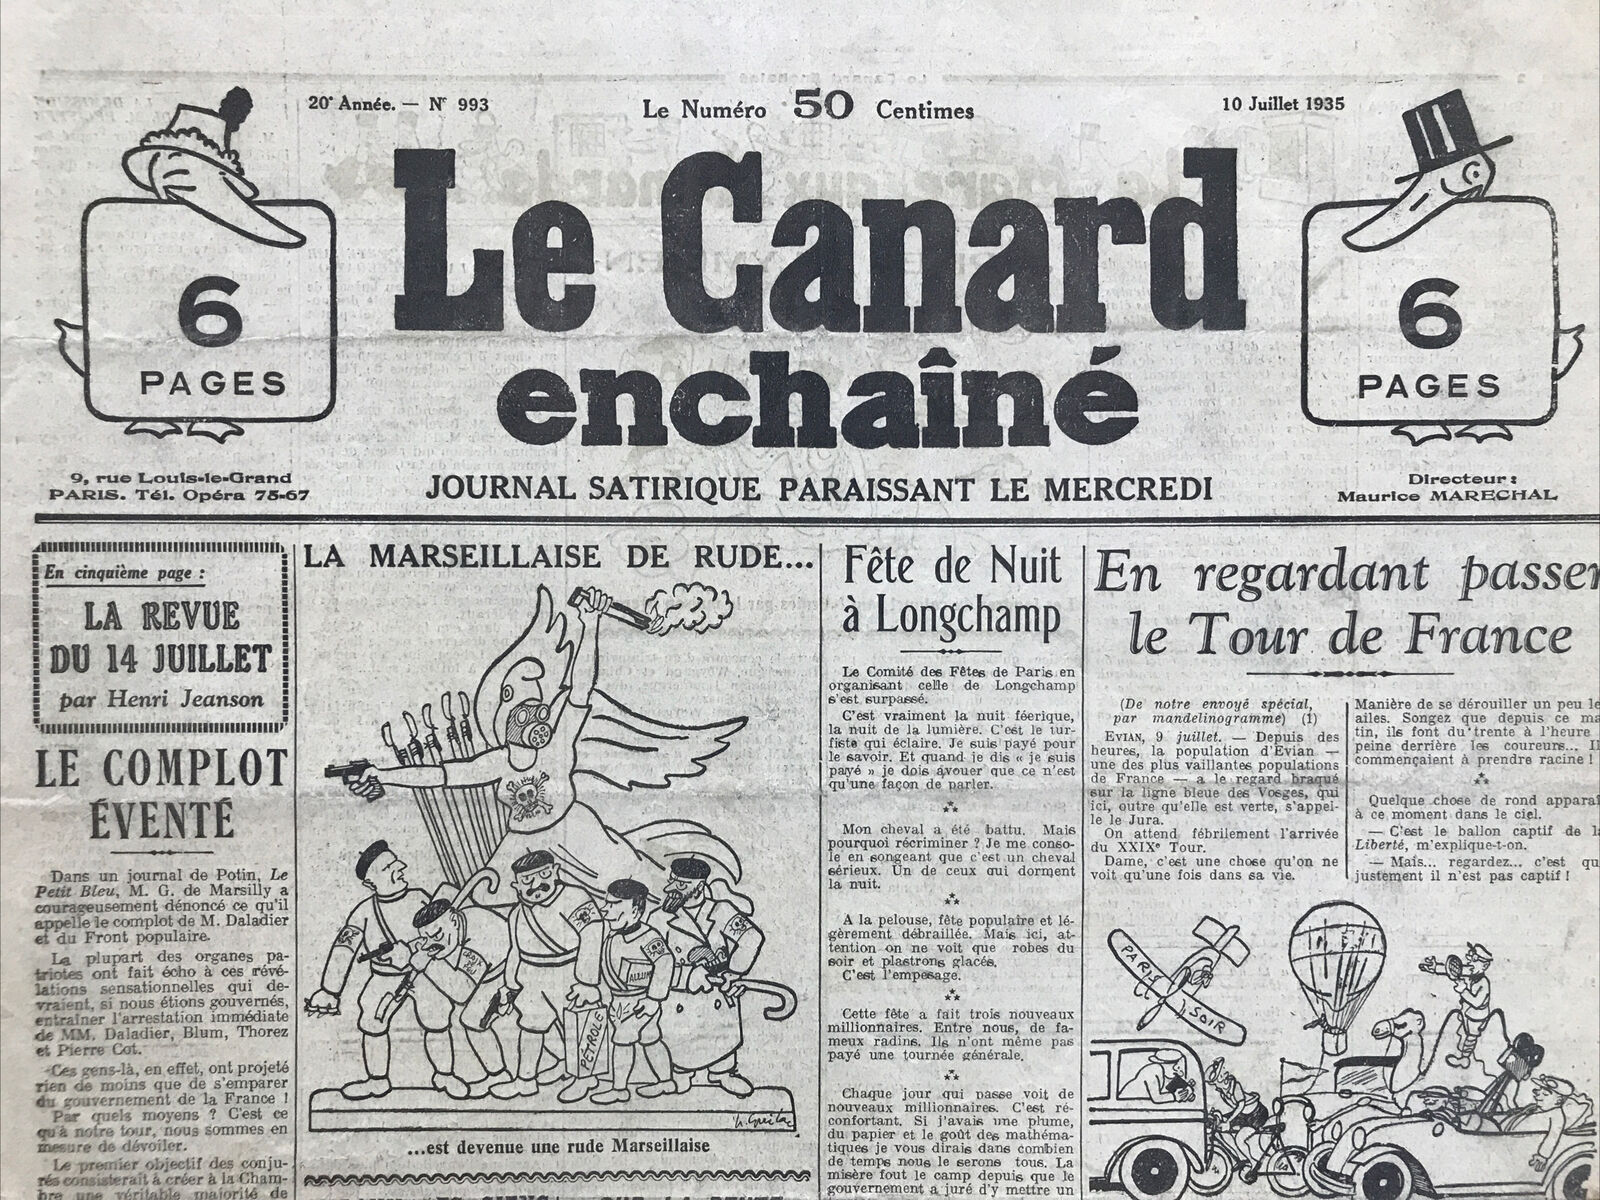 20e Année. — No 993
Le Numéro 50 Centimes
10 Juillet 1935
6
PAGES
Le Canard
enchaîné
6
PAGES
9, rue Louis-le-Grand
PARIS. Tél. Opéra 75-67
JOURNAL SATIRIQUE PARAISSANT LE MERCREDI
Directeur :
Maurice MARECHAL
En cinquième page :
LA REVUE
DU 14 JUILLET
par Henri Jeanson
LE COMPLOT
ÉVENTÉ
Dans un journal de Potin, Le
Petit Bleu, M. G. de Marsilly a
courageusement dénoncé ce qu'il
appelle le complot de M. Daladier
et du Front populaire.
La plupart des organes pa-
triotes ont fait écho à ces révé-
lations sensationnelles qui de-
vraient, si nous étions gouvernés,
entraîner l'arrestation immédiate
de MM. Daladier, Blum, Thorez
et Pierre Cot.
Ces gens-là, en effet, ont projeté
rien de moins que de s'emparer
du gouvernement de la France !
Par quels moyens ? C'est ce
qu'à notre tour, nous sommes en
mesure de dévoiler.
Le premier objectif des conju-
rés consisterait à créer à la Cham-
bre une véritable majorité de
LA MARSEILLAISE DE RUDE...
PÉTROLE
ALLUM
...est devenue une rude Marseillaise
Fête de Nuit
à Longchamp
Le Comité des Fêtes de Paris en
organisant celle de Longchamp
s'est surpassé.
C'est vraiment la nuit féerique,
la nuit de la lumière. C'est le tur-
fiste qui éclaire. Je suis payé pour
le savoir. Et quand je dis « je suis
payé » je dois avouer que ce n'est
qu'une façon de parler.
Mon cheval a été battu. Mais
pourquoi récriminer ? Je me conso-
le en songeant que c'est un cheval
sérieux. Un de ceux qui dorment
la nuit.
A la pelouse, fête populaire et lé-
gèrement débraillée. Mais ici, at-
tention on ne voit que robes du
soir et plastrons glacés.
C'est l'empesage.
Cette fête a fait trois nouveaux
millionnaires. Entre nous, de fa-
meux radins. Ils n'ont même pas
payé une tournée générale.
Chaque jour qui passe voit de
nouveaux millionnaires. C'est ré-
confortant. Si j'avais une plume,
du papier et le goût des mathéma-
tiques je vous dirais dans combien
de temps nous le serons tous. La
misère fout le camp depuis que le
gouvernement a juré d'y mettre un
En regardant passer
le Tour de France
(De notre envoyé spécial,
par mandelinogramme) (1)
EVIAN, 9 juillet. — Depuis des
heures, la population d'Evian —
une des plus vaillantes populations
de France — a le regard braqué
sur la ligne bleue des Vosges, qui
ici, outre qu'elle est verte, s'appel-
le le Jura.
On attend fébrilement l'arrivée
du XXIXe Tour.
Dame, c'est une chose qu'on ne
voit qu'une fois dans sa vie.
Manière de se dérouiller un peu le
ailes. Songez que depuis ce ma
tin, ils font du trente à l'heure
peine derrière les coureurs... Il
commençaient à prendre racine !
Quelque chose de rond apparaî
à ce moment dans le ciel.
— C'est le ballon captif de la
Liberté, m'explique-t-on.
— Mais... regardez... c'est qu
justement il n'est pas captif !
PARIS SOIR